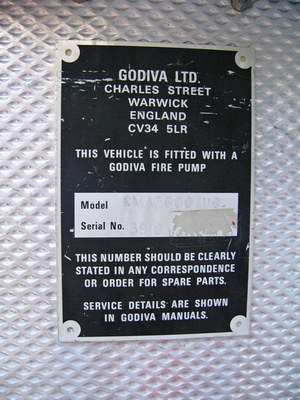 GODIVA LTD.
CHARLES STREET
WARWICK
ENGLAND
CV34 5LR
THIS VEHICLE IS FITTED WITH A
GODIVA FIRE PUMP
Model
Serial No.
THIS NUMBER SHOULD BE CLEARLY
STATED IN ANY CORRESPONDENCE
OR ORDER FOR SPARE PARTS.
SERVICE DETAILS ARE SHOWN
IN GODIVA MANUALS.